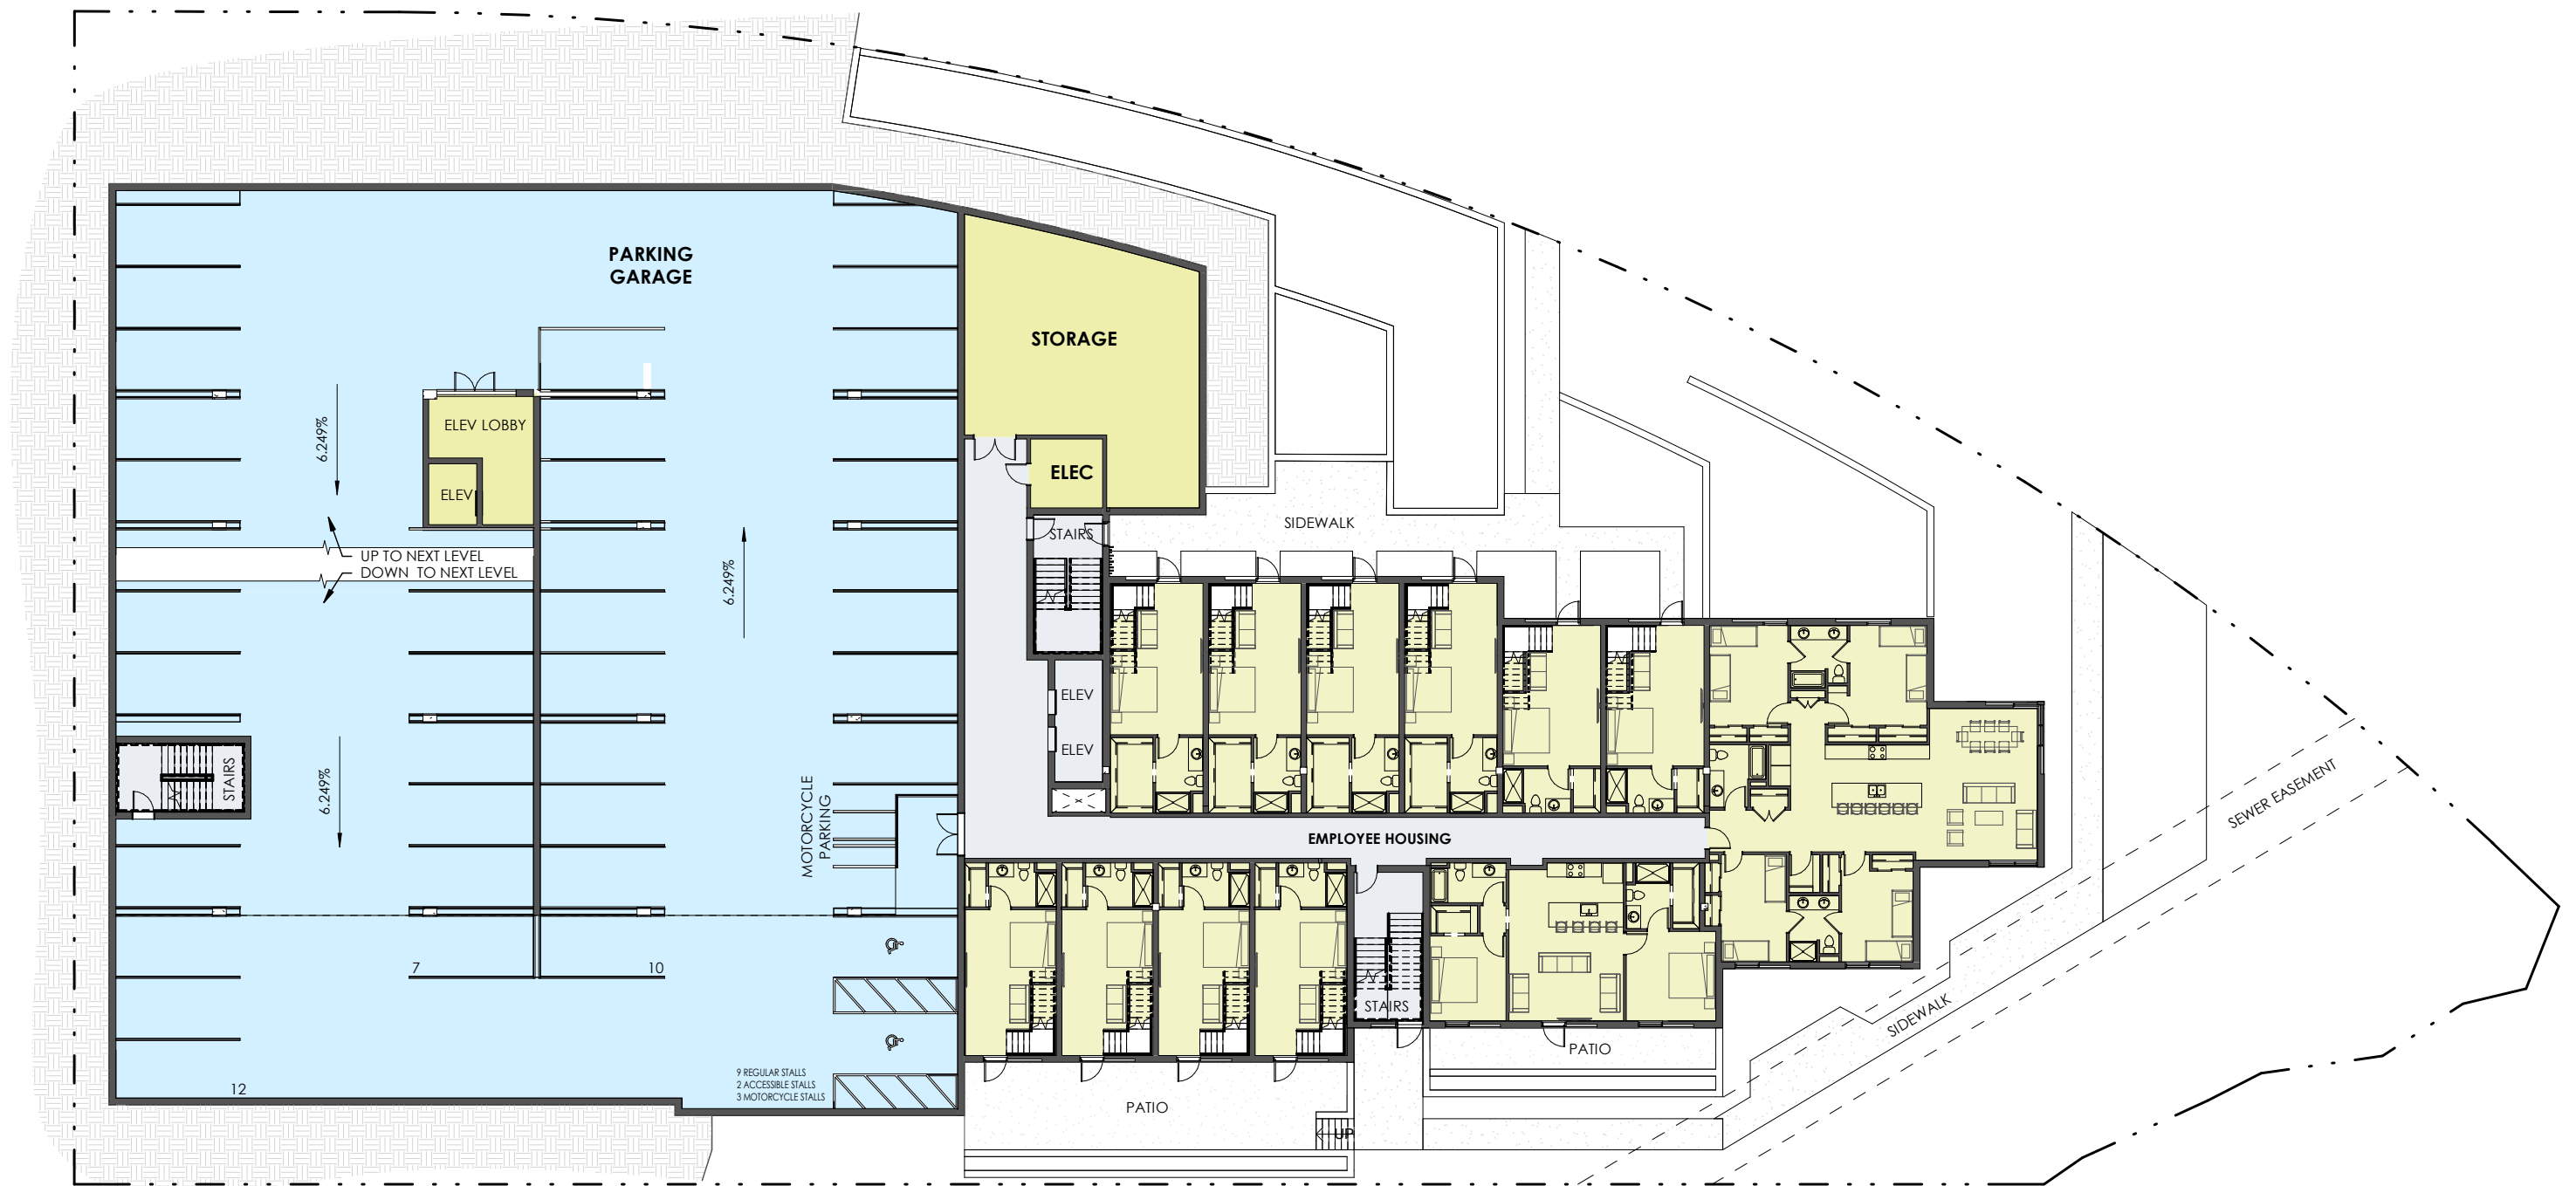 PARKING
GARAGE
STORAGE
ELEV LOBBY
6.249%
ELEV
ELEC
STAIRS
SIDEWALK
UP TO NEXT LEVEL
DOWN TO NEXT LEVEL
6.249%
ELEV
ELEV
STAIRS
6.249%
MOTORCYCLE
PARKING
EMPLOYEE HOUSING
SEWER EASEMENT
7
10
STAIRS
SIDEWALK
PATIO
9 REGULAR STALLS
2 ACCESSIBLE STALLS
3 MOTORCYCLE STALLS
12
PATIO
UP